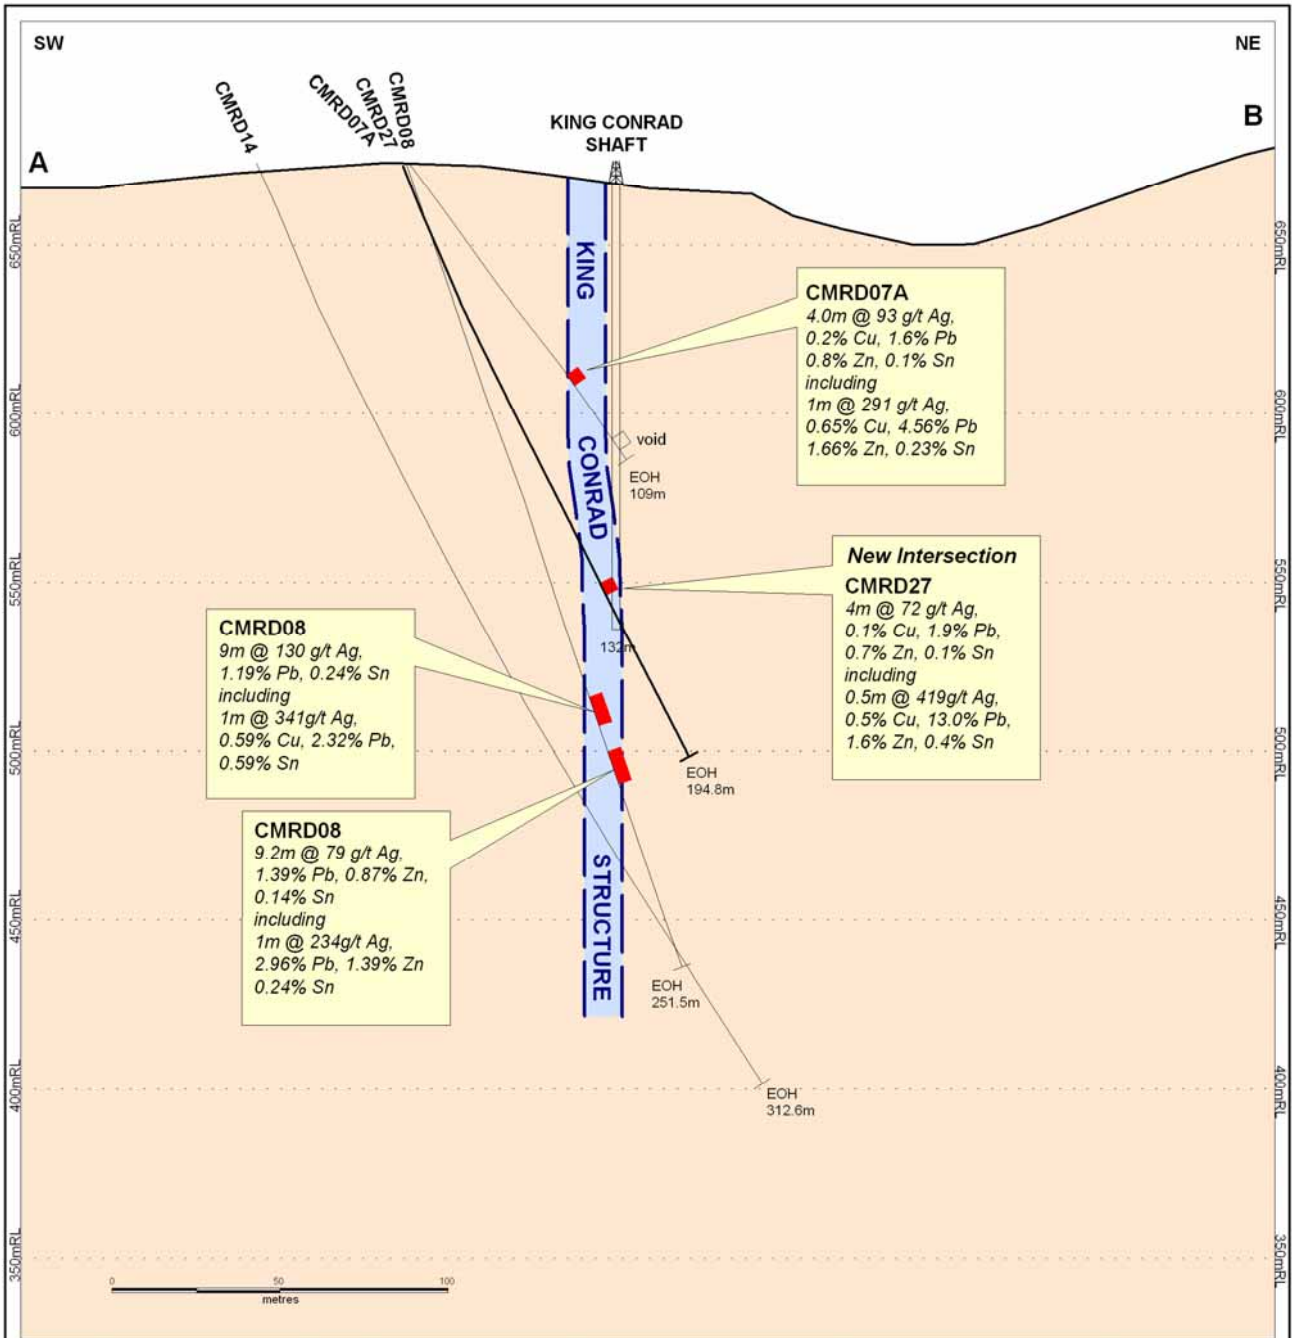 SW
NE
CMRD14
CMRD07A
CMRD27
CMRD08
KING CONRAD
SHAFT
A
B
650mRL
650mRL
KING
CMRD07A
4.0m @ 93 g/t Ag,
0.2% Cu, 1.6% Pb
0.8% Zn, 0.1% Sn
including
1m @ 291 g/t Ag,
0.65% Cu, 4.56% Pb
1.66% Zn, 0.23% Sn
600mRL
600mRL
CONRAD
void
EOH
109m
550mRL
550mRL
New Intersection
CMRD27
4m @ 72 g/t Ag,
0.1% Cu, 1.9% Pb,
0.7% Zn, 0.1% Sn
including
0.5m @ 419g/t Ag,
0.5% Cu, 13.0% Pb,
1.6% Zn, 0.4% Sn
132m
CMRD08
9m @ 130 g/t Ag,
1.19% Pb, 0.24% Sn
including
1m @ 341g/t Ag,
0.59% Cu, 2.32% Pb,
0.59% Sn
500mRL
500mRL
EOH
194.8m
CMRD08
9.2m @ 79 g/t Ag,
1.39% Pb, 0.87% Zn,
0.14% Sn
including
1m @ 234g/t Ag,
2.96% Pb, 1.39% Zn
0.24% Sn
STRUCTURE
450mRL
450mRL
EOH
251.5m
400mRL
400mRL
EOH
312.6m
350mRL
350mRL
0 50 100
metres